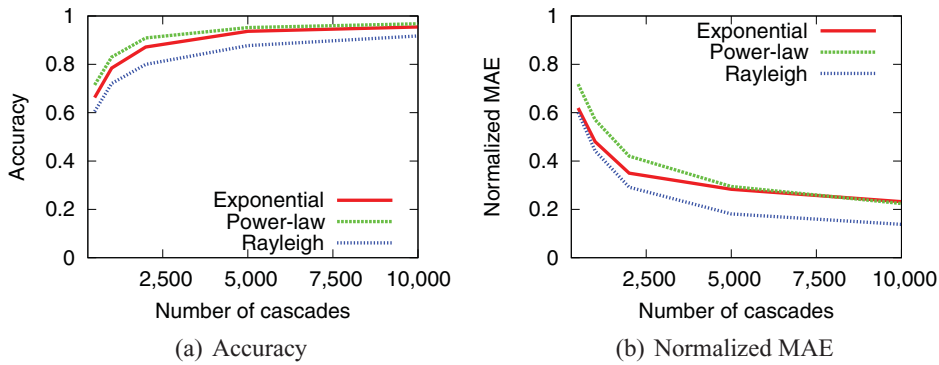 1
0.8
0.6
0.4
0.2
0
Accuracy
Exponential
Power-law
Rayleigh
2,500 5,000 7,500 10,000
Number of cascades
(a) Accuracy
1
0.8
0.6
0.4
0.2
0
Normalized MAE
Exponential
Power-law
Rayleigh
2,500 5,000 7,500 10,000
Number of cascades
(b) Normalized MAE